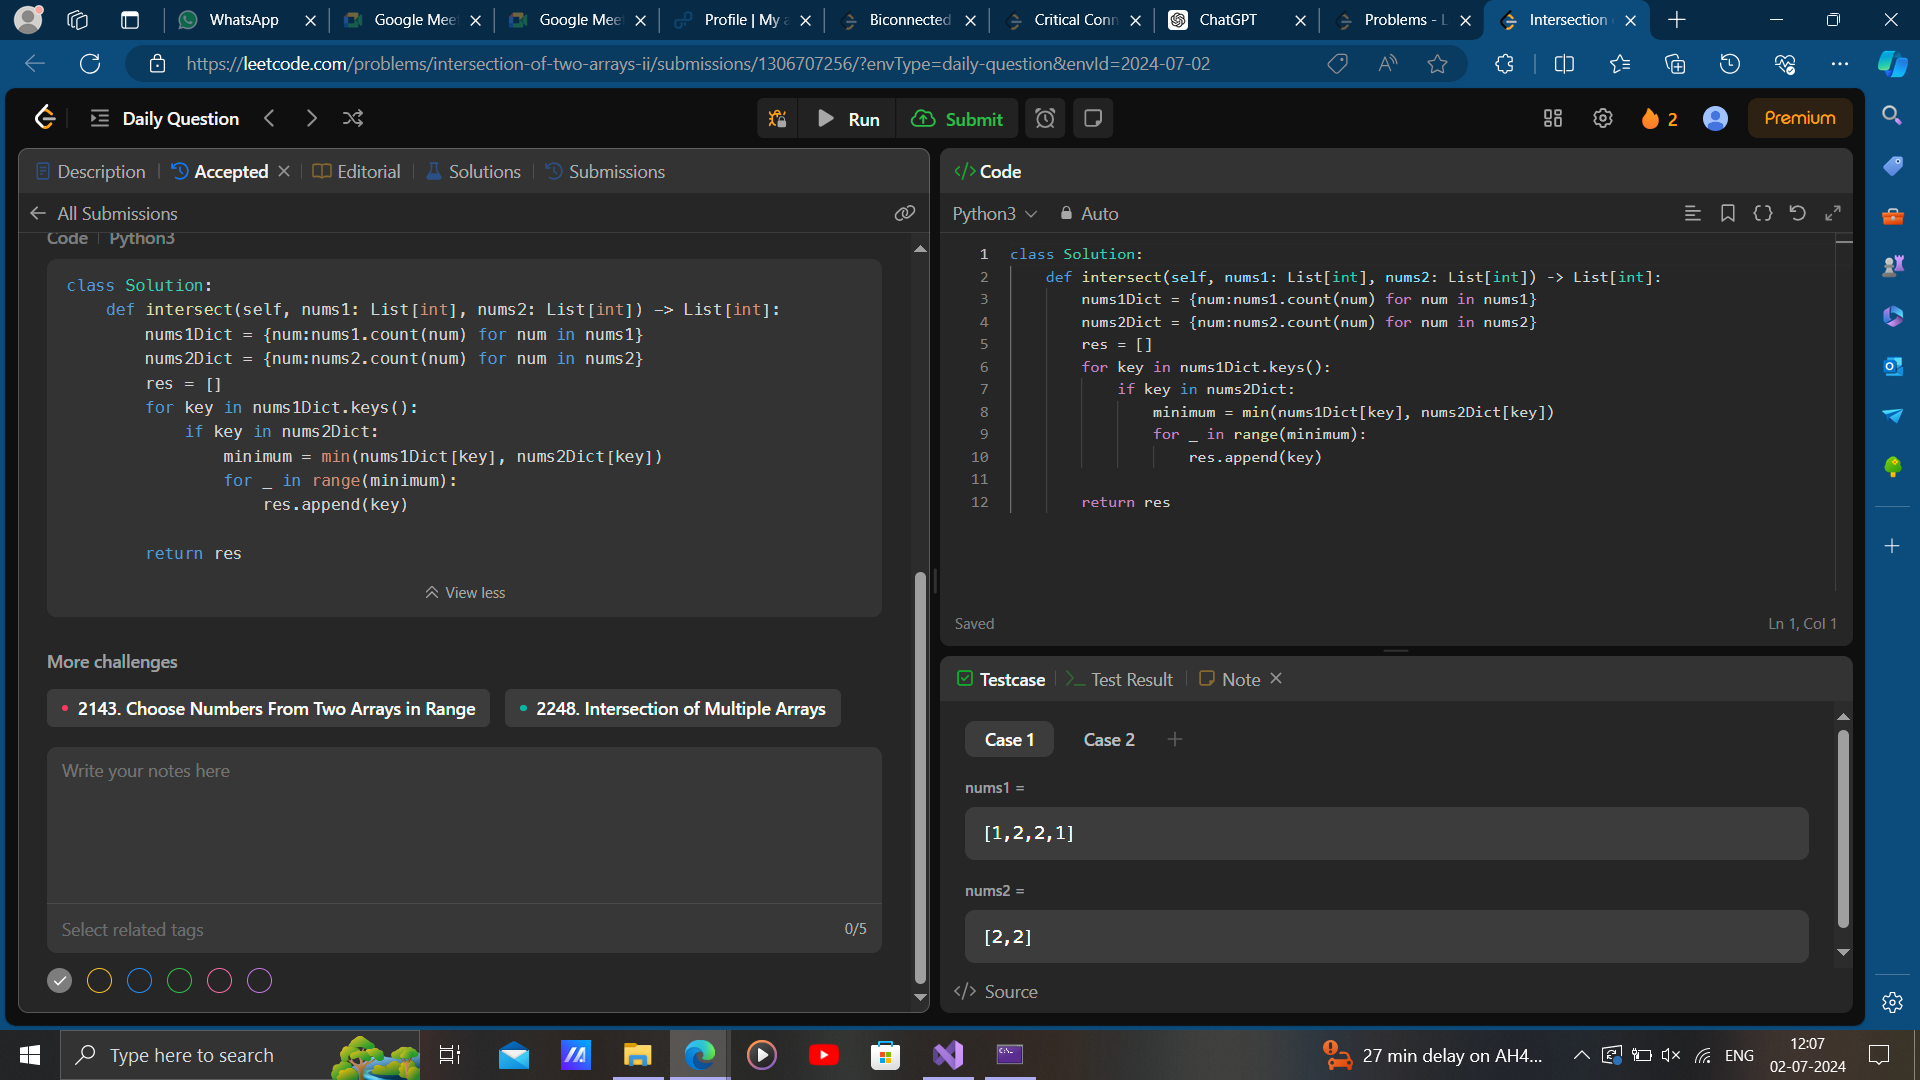 WhatsApp
Google Mee
Google Mee
Profile | My a
Biconnected
Critical Conn
ChatGPT
Problems - L
Intersection
https://leetcode.com/problems/intersection-of-two-arrays-ii/submissions/1306707256/?envType=daily-question&envId=2024-07-02
Daily Question
Run
Submit
2
Premium
Description
Accepted
Editorial
Solutions
Submissions
All Submissions
Code
Python3
class Solution:
def intersect(self, nums1: List[int], nums2: List[int]) -> List[int]:
nums1Dict = {num:nums1.count(num) for num in nums1}
nums2Dict = {num:nums2.count(num) for num in nums2}
res = []
for key in nums1Dict.keys():
if key in nums2Dict:
minimum = min(nums1Dict[key], nums2Dict[key])
for _ in range(minimum):
res.append(key)
return res
View less
More challenges
2143. Choose Numbers From Two Arrays in Range
2248. Intersection of Multiple Arrays
Write your notes here
Select related tags
0/5
</> Code
Python3
Auto
1 class Solution:
2 def intersect(self, nums1: List[int], nums2: List[int]) -> List[int]:
3 nums1Dict = {num:nums1.count(num) for num in nums1}
4 nums2Dict = {num:nums2.count(num) for num in nums2}
5 res = []
6 for key in nums1Dict.keys():
7 if key in nums2Dict:
8 minimum = min(nums1Dict[key], nums2Dict[key])
9 for _ in range(minimum):
10 res.append(key)
11
12 return res
Saved
Ln 1, Col 1
Testcase
Test Result
Note
Case 1
Case 2
nums1 =
[1,2,2,1]
nums2 =
[2,2]
</> Source
Type here to search
27 min delay on AH4...
ENG
12:07
02-07-2024